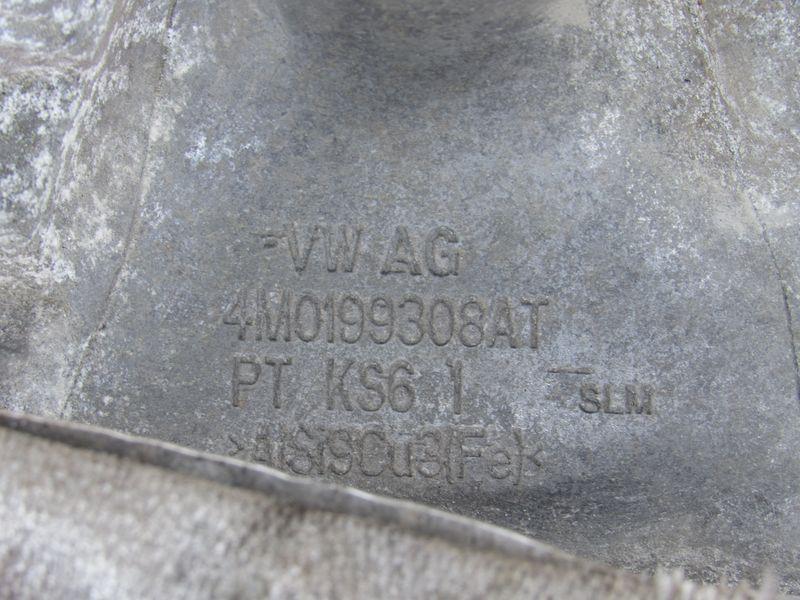 VW AG
4M0199308AT
PT KS6 1
SLM
>AlSi9Cu3(Fe)<